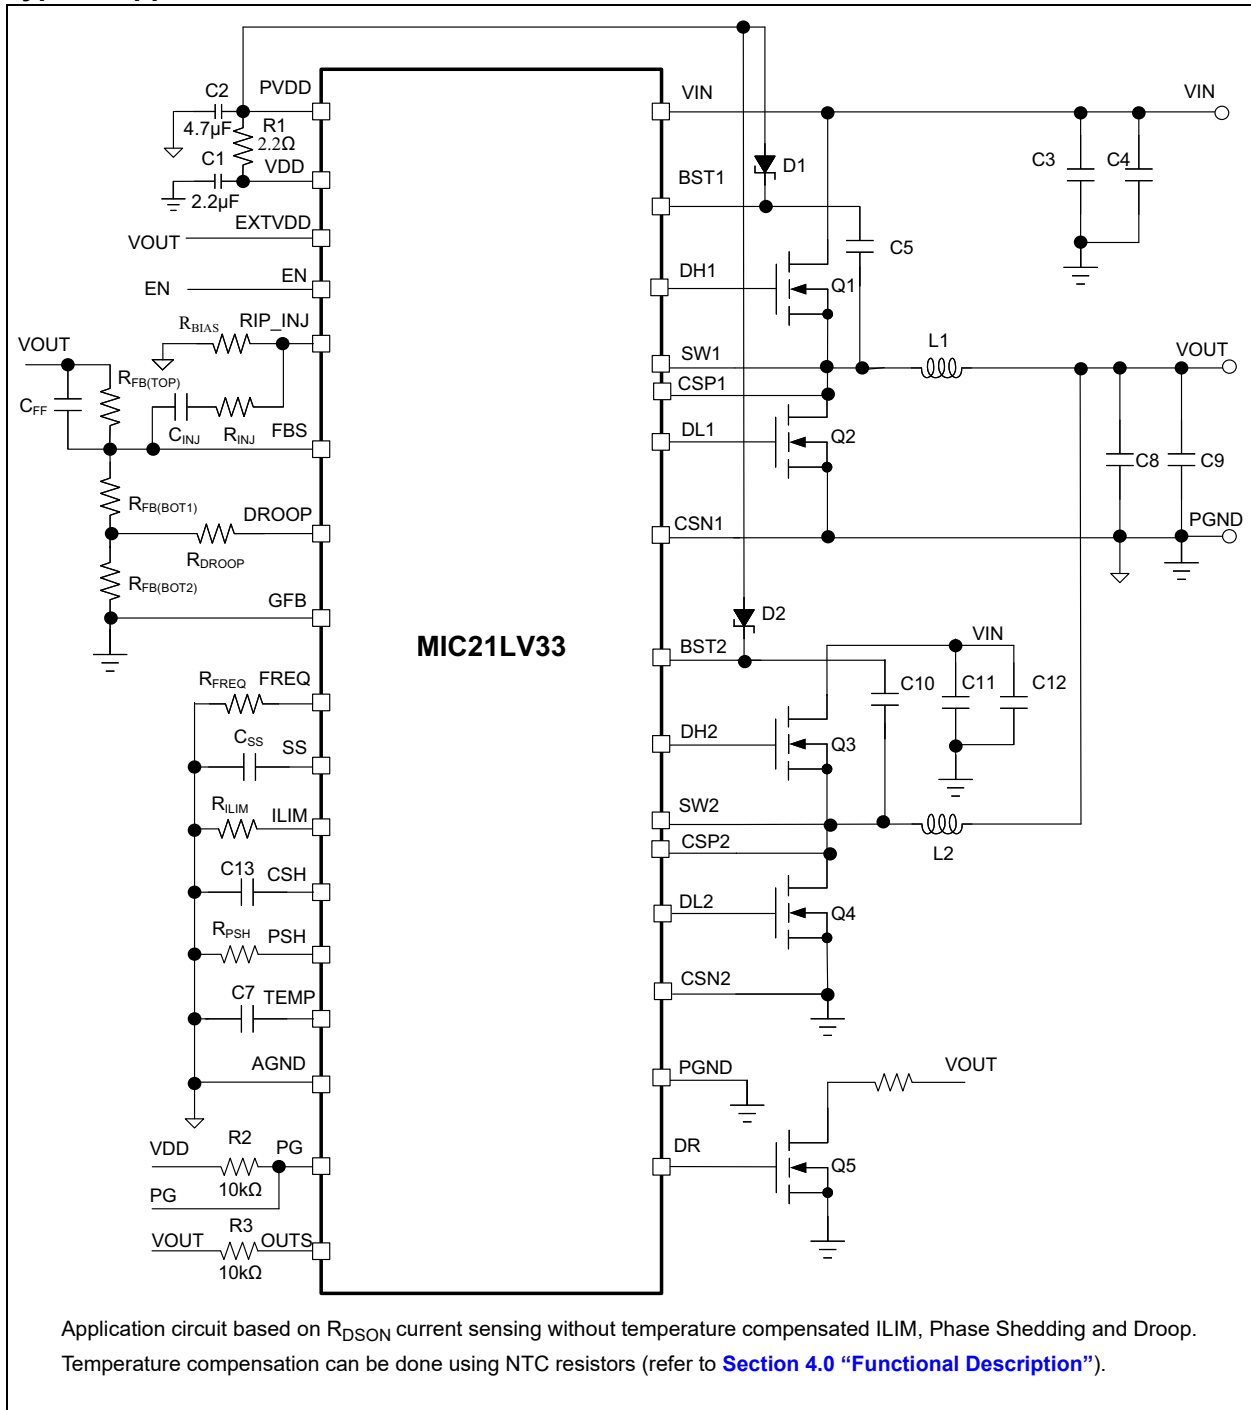 C2
PVDD
4.7µF
R1
2.2Ω
C1
VDD
2.2µF
EXTVDD
VOUT
EN
EN
RBIAS
RIP_INJ
VOUT
RFB(TOP)
CFF
CINJ
RINJ
FBS
RFB(BOT1)
DROOP
RDROOP
RFB(BOT2)
GFB
RFREQ
FREQ
CSS
SS
RILIM
ILIM
C13
CSH
RPSH
PSH
C7
TEMP
AGND
VDD
R2
PG
10kΩ
PG
VOUT
R3
OUTS
10kΩ
MIC21LV33
VIN
VIN
D1
C3
C4
BST1
C5
DH1
Q1
SW1
L1
VOUT
CSP1
DL1
Q2
C8
C9
CSN1
PGND
D2
VIN
BST2
C10
C11
C12
DH2
Q3
SW2
CSP2
L2
DL2
Q4
CSN2
PGND
VOUT
DR
Q5
Application circuit based on RDSON current sensing without temperature compensated ILIM, Phase Shedding and Droop.
Temperature compensation can be done using NTC resistors (refer to Section 4.0 “Functional Description”).